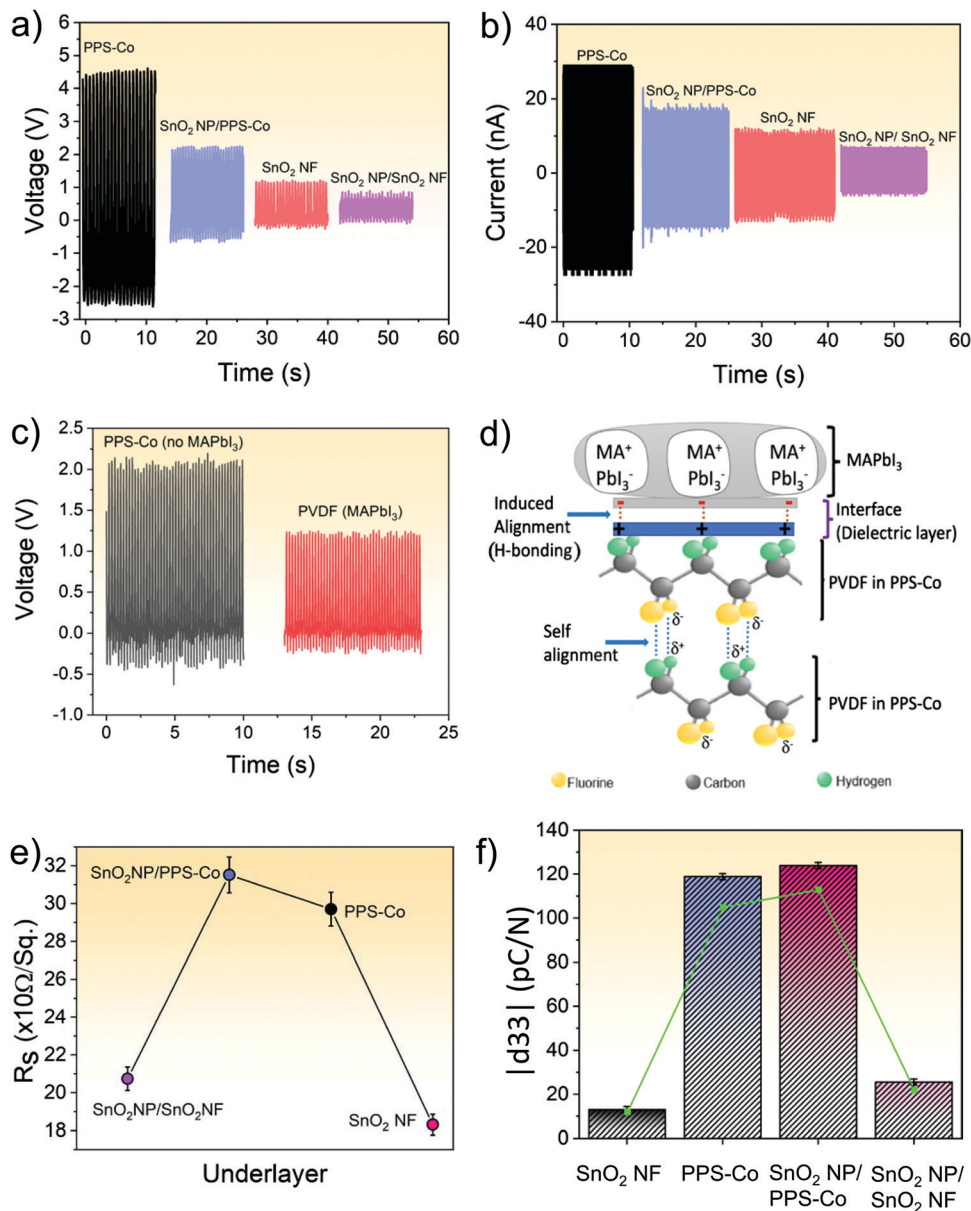 a)
6
5
4
3
2
1
0
-1
-2
-3
Voltage (V)
PPS-Co
SnO₂ NP/PPS-Co
SnO₂ NF
SnO₂ NP/SnO₂ NF
0 10 20 30 40 50 60
Time (s)
b)
40
20
0
-20
-40
Current (nA)
PPS-Co
SnO₂ NP/PPS-Co
SnO₂ NF
SnO₂ NP/ SnO₂ NF
0 10 20 30 40 50 60
Time (s)
c)
2.5
2.0
1.5
1.0
0.5
0.0
-0.5
-1.0
Voltage (V)
PPS-Co (no MAPbI₃)
PVDF (MAPbI₃)
0 5 10 15 20 25
Time (s)
d)
MA⁺ MA⁺ MA⁺
PbI₃⁻ PbI₃⁻ PbI₃⁻
MAPbI₃
- - -
+ + +
Induced
Alignment
(H-bonding)
Interface
(Dielectric layer)
PVDF in PPS-Co
δ⁻ δ⁻
Self
alignment
δ⁺ δ⁺
PVDF in PPS-Co
δ⁻ δ⁻
Fluorine Carbon Hydrogen
e)
32
30
28
26
24
22
20
18
Rs (x10Ω/Sq.)
SnO₂NP/PPS-Co
PPS-Co
SnO₂NP/SnO₂NF
SnO₂ NF
Underlayer
f)
140
120
100
80
60
40
20
0
|d33| (pC/N)
SnO₂ NF PPS-Co SnO₂ NP/ SnO₂ NP/
PPS-Co SnO₂ NF